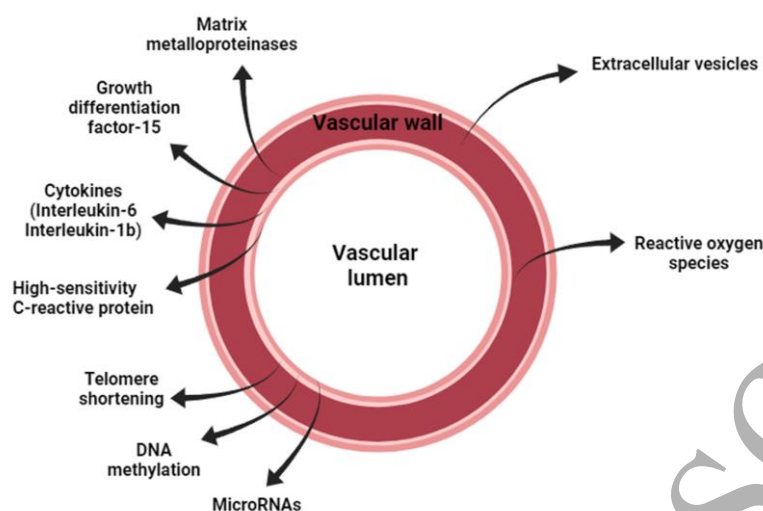 Matrix
metalloproteinases
Extracellular vesicles
Growth
differentiation
factor-15
Vascular wall
Cytokines
(Interleukin-6
Interleukin-1b)
Vascular
lumen
Reactive oxygen
species
High-sensitivity
C-reactive protein
Telomere
shortening
DNA
methylation
MicroRNAs